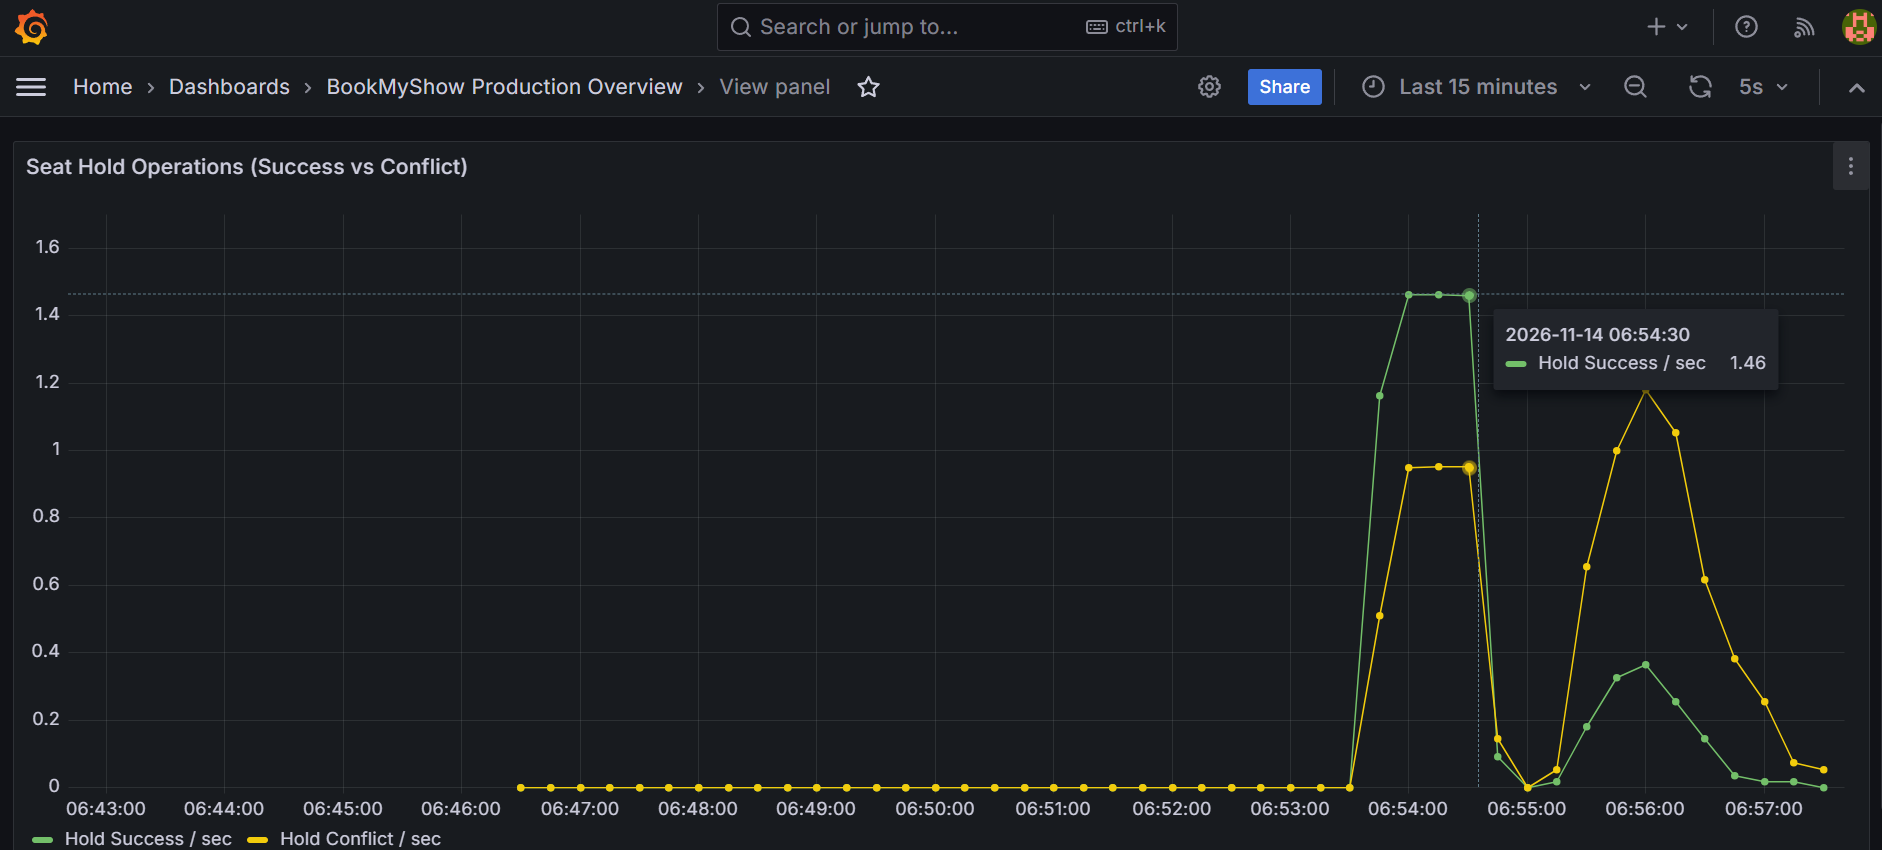 Search or jump to... ctrl+k
Home › Dashboards › BookMyShow Production Overview › View panel Share Last 15 minutes 5s
Seat Hold Operations (Success vs Conflict)
1.6
1.4
1.2
1
0.8
0.6
0.4
0.2
0
2026-11-14 06:54:30
Hold Success / sec 1.46
06:43:00 06:44:00 06:45:00 06:46:00 06:47:00 06:48:00 06:49:00 06:50:00 06:51:00 06:52:00 06:53:00 06:54:00 06:55:00 06:56:00 06:57:00
Hold Success / sec Hold Conflict / sec